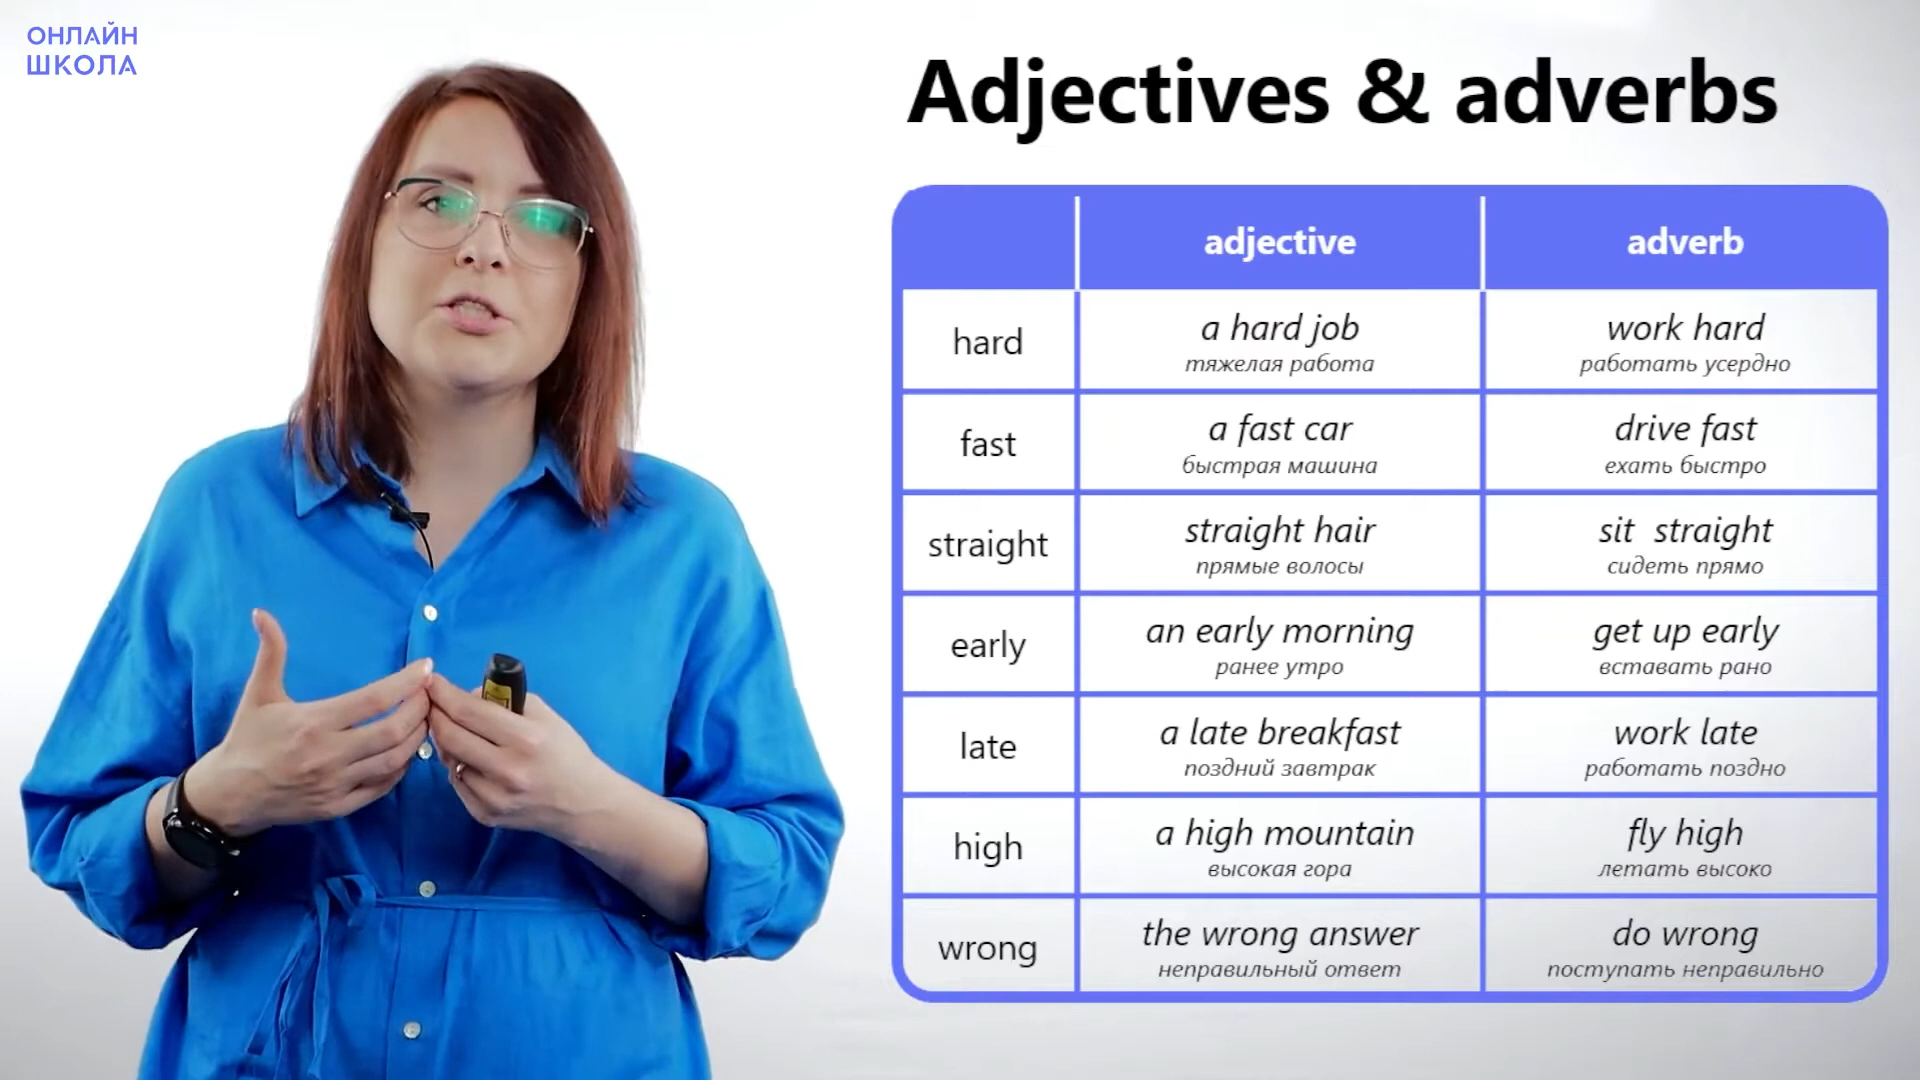 ОНЛАЙН
ШКОЛА
Adjectives & adverbs
adjective
adverb
hard
a hard job
тяжелая работа
work hard
работать усердно
fast
a fast car
быстрая машина
drive fast
ехать быстро
straight
straight hair
прямые волосы
sit straight
сидеть прямо
early
an early morning
ранее утро
get up early
вставать рано
late
a late breakfast
поздний завтрак
work late
работать поздно
high
a high mountain
высокая гора
fly high
летать высоко
wrong
the wrong answer
неправильный ответ
do wrong
поступать неправильно